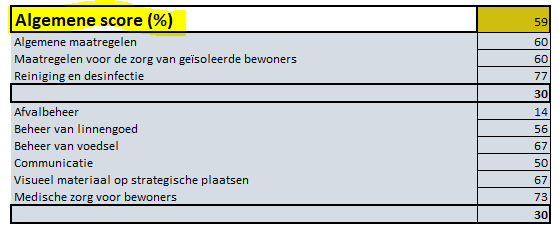 Algemene score (%) 59
Algemene maatregelen 60
Maatregelen voor de zorg van geïsoleerde bewoners 60
Reiniging en desinfectie 77
30
Afvalbeheer 14
Beheer van linnengoed 56
Beheer van voedsel 67
Communicatie 50
Visueel materiaal op strategische plaatsen 67
Medische zorg voor bewoners 73
30